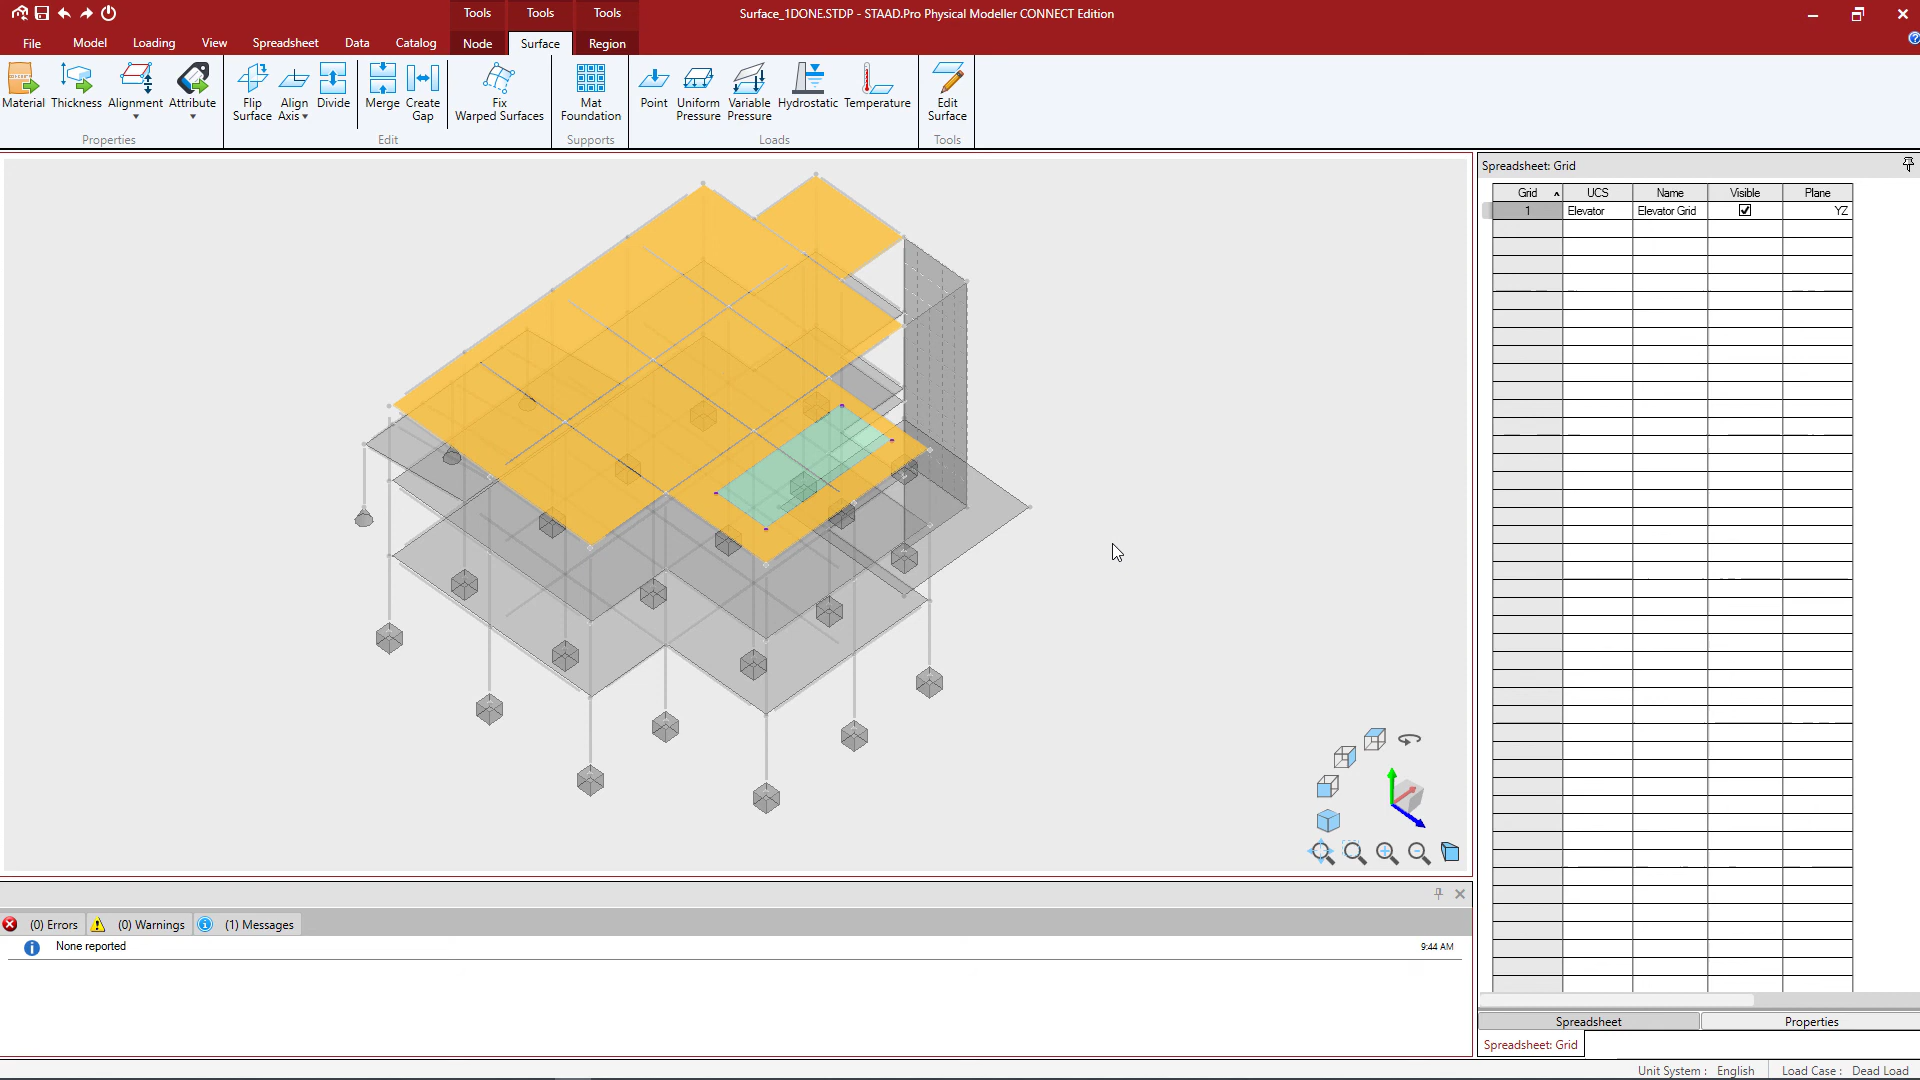 Tools Tools Tools Surface_1DONE.STDP - STAAD.Pro Physical Modeller CONNECT Edition
File Model Loading View Spreadsheet Data Catalog Node Surface Region
Material Thickness Alignment Attribute Flip Surface Align Axis Divide Merge Create Gap Fix Warped Surfaces Mat Foundation Point Uniform Pressure Variable Pressure Hydrostatic Temperature Edit Surface
Properties Edit Supports Loads Tools
Spreadsheet: Grid
Grid UCS Name Visible Plane
1 Elevator Elevator Grid YZ
(0) Errors (0) Warnings (1) Messages
None reported 9:44 AM
Spreadsheet Properties
Spreadsheet: Grid
Unit System : English Load Case : Dead Load